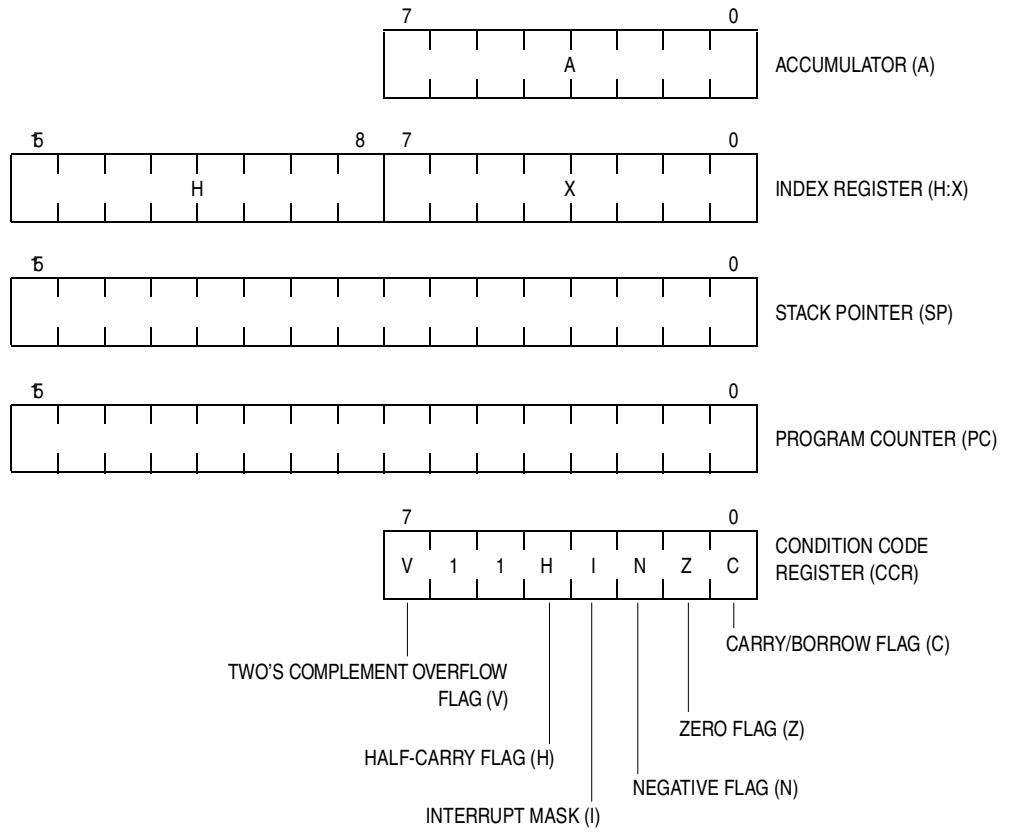 7 0
A
ACCUMULATOR (A)
15 8 7 0
H X
INDEX REGISTER (H:X)
15 0
STACK POINTER (SP)
15 0
PROGRAM COUNTER (PC)
7 0
V 1 1 H I N Z C
CONDITION CODE
REGISTER (CCR)
CARRY/BORROW FLAG (C)
TWO'S COMPLEMENT OVERFLOW
FLAG (V)
ZERO FLAG (Z)
HALF-CARRY FLAG (H)
NEGATIVE FLAG (N)
INTERRUPT MASK (I)